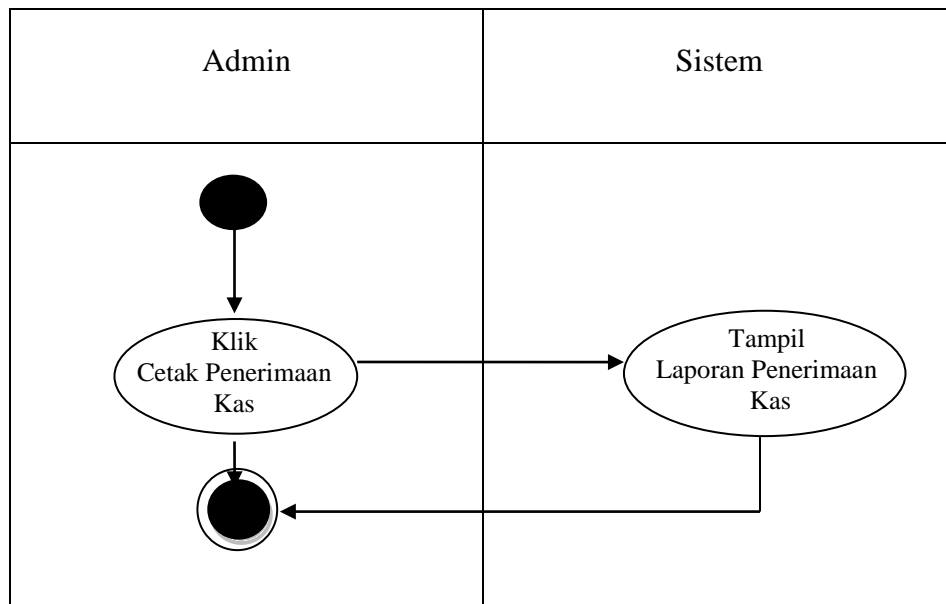 Admin
Sistem
Klik
Cetak Penerimaan
Kas
Tampil
Laporan Penerimaan
Kas